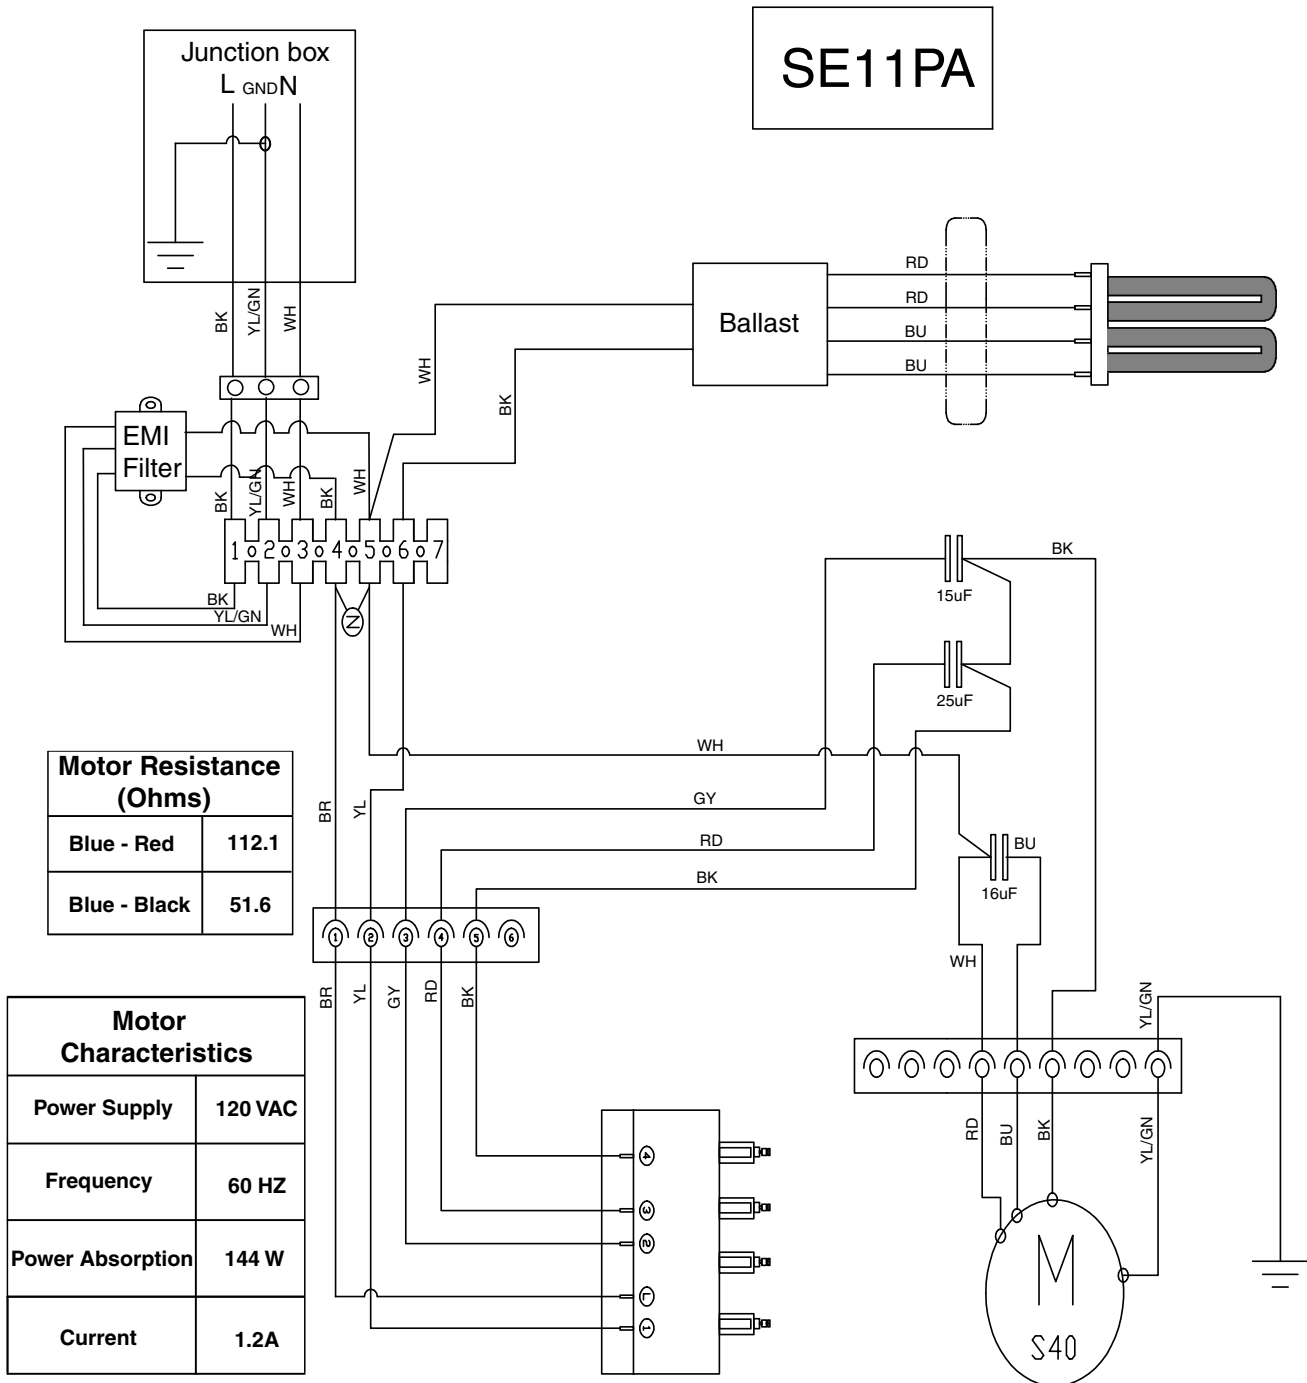 Junction box
L GND N
SE11PA
BK
YL/GN
WH
RD
RD
BU
BU
Ballast
WH
BK
EMI
Filter
BK
YL/GN
WH
BK
WH
1 2 3 4 5 6 7
BK
YL/GN
WH
N
BK
15uF
25uF
WH
GY
RD
BK
BR
YL
BU
16uF
WH
Motor Resistance
(Ohms)
Blue - Red 112.1
Blue - Black 51.6
1 2 3 4 5 6
BR
YL
GY
RD
BK
YL/GN
RD
BU
BK
YL/GN
Motor
Characteristics
Power Supply 120 VAC
Frequency 60 HZ
Power Absorption 144 W
Current 1.2A
4
3
2
L
1
M
S40